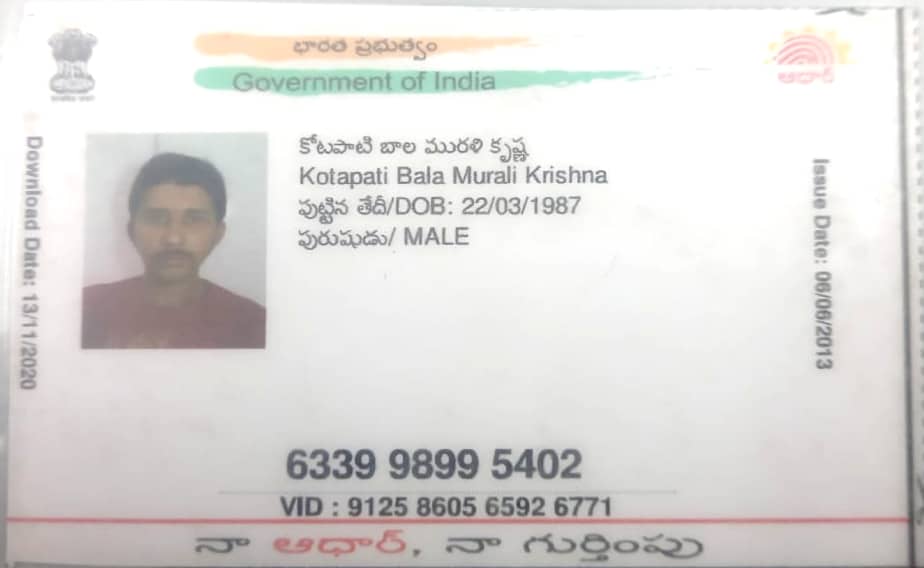 భారత ప్రభుత్వం
Government of India
ఆధార్
Download Date: 13/11/2020
కోటపాటి బాల మురళి కృష్ణ
Kotapati Bala Murali Krishna
పుట్టిన తేదీ/DOB: 22/03/1987
పురుషుడు/ MALE
Issue Date: 06/06/2013
6339 9899 5402
VID : 9125 8605 6592 6771
నా ఆధార్, నా గుర్తింపు